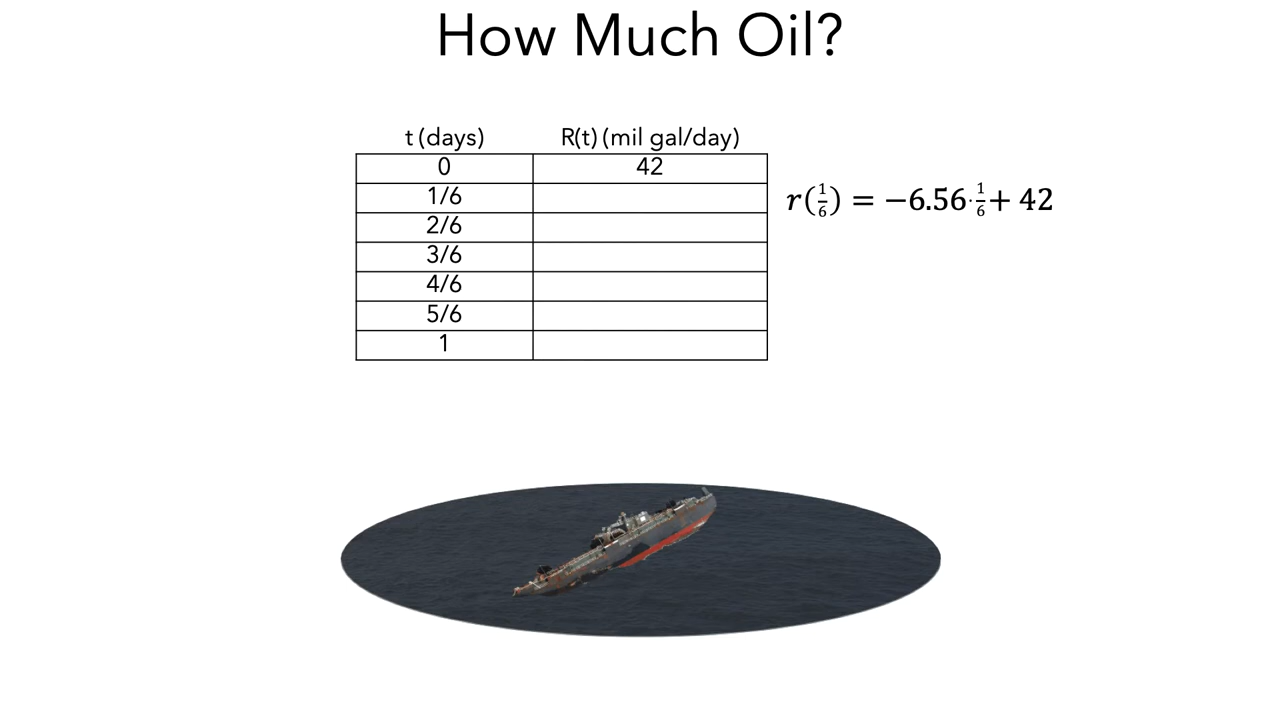 How Much Oil?
t (days) R(t) (mil gal/day)
0 42
1/6
2/6
3/6
4/6
5/6
1
r(1/6) = −6.56·1/6+ 42